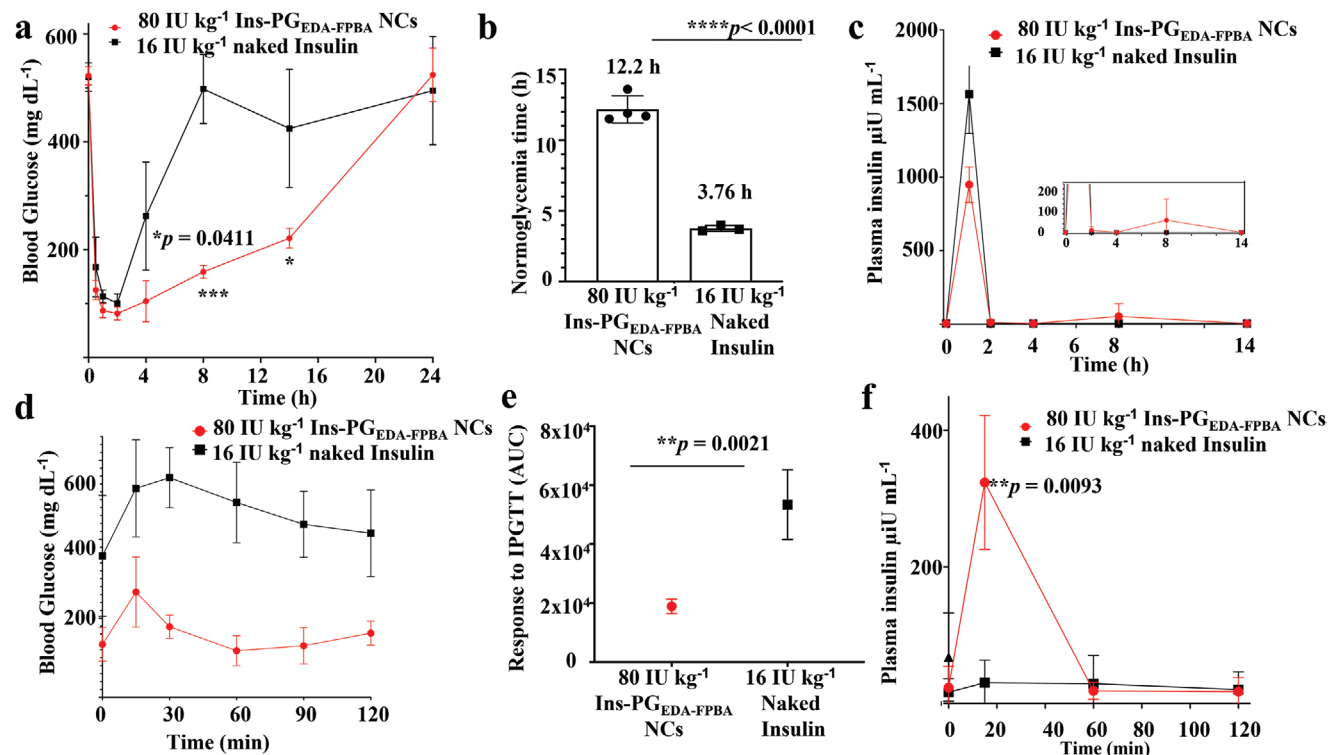 a
80 IU kg-1 Ins-PGEDA-FPBA NCs
16 IU kg-1 naked Insulin
Blood Glucose (mg dL-1)
600
400
200
0
*p = 0.0411
***
*
0 4 8 12 16 20 24
Time (h)
b
****p< 0.0001
Normoglycemia time (h)
15
10
5
0
12.2 h
3.76 h
80 IU kg-1
Ins-PGEDA-FPBA
NCs
16 IU kg-1
Naked
Insulin
c
80 IU kg-1 Ins-PGEDA-FPBA NCs
16 IU kg-1 naked Insulin
Plasma insulin µiU mL-1
2000
1500
1000
500
0
200
100
0
0 2 4 8 14
0 2 4 6 8 14
Time (h)
d
80 IU kg-1 Ins-PGEDA-FPBA NCs
16 IU kg-1 naked Insulin
Blood Glucose (mg dL-1)
600
400
200
0 30 60 90 120
Time (min)
e
**p = 0.0021
Response to IPGTT (AUC)
8x10⁴
6x10⁴
4x10⁴
2x10⁴
0
80 IU kg-1
Ins-PGEDA-FPBA
NCs
16 IU kg-1
Naked
Insulin
f
80 IU kg-1 Ins-PGEDA-FPBA NCs
16 IU kg-1 naked Insulin
Plasma insulin µiU mL-1
400
200
0
**p = 0.0093
0 20 40 60 80 100 120
Time (min)